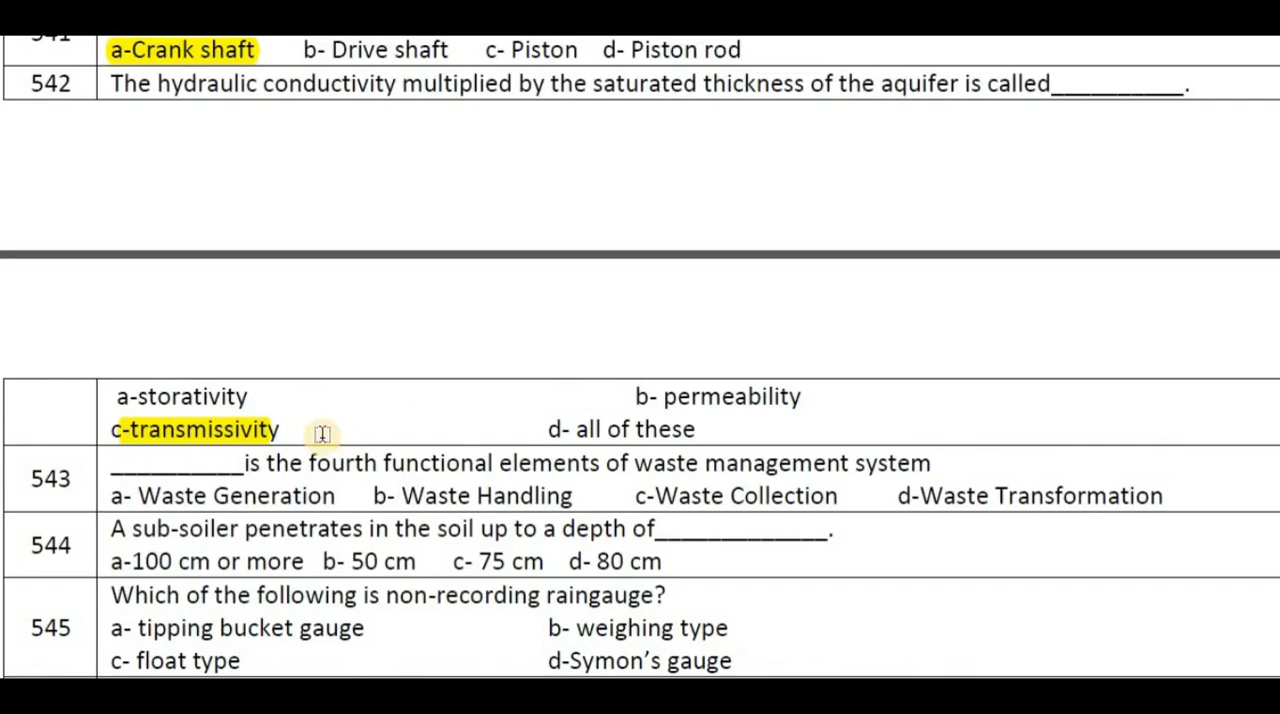 a-Crank shaft b- Drive shaft c- Piston d- Piston rod
542 The hydraulic conductivity multiplied by the saturated thickness of the aquifer is called__________.
a-storativity b- permeability
c-transmissivity d- all of these
543 __________is the fourth functional elements of waste management system
a- Waste Generation b- Waste Handling c-Waste Collection d-Waste Transformation
544 A sub-soiler penetrates in the soil up to a depth of_____________.
a-100 cm or more b- 50 cm c- 75 cm d- 80 cm
545 Which of the following is non-recording raingauge?
a- tipping bucket gauge b- weighing type
c- float type d-Symon’s gauge